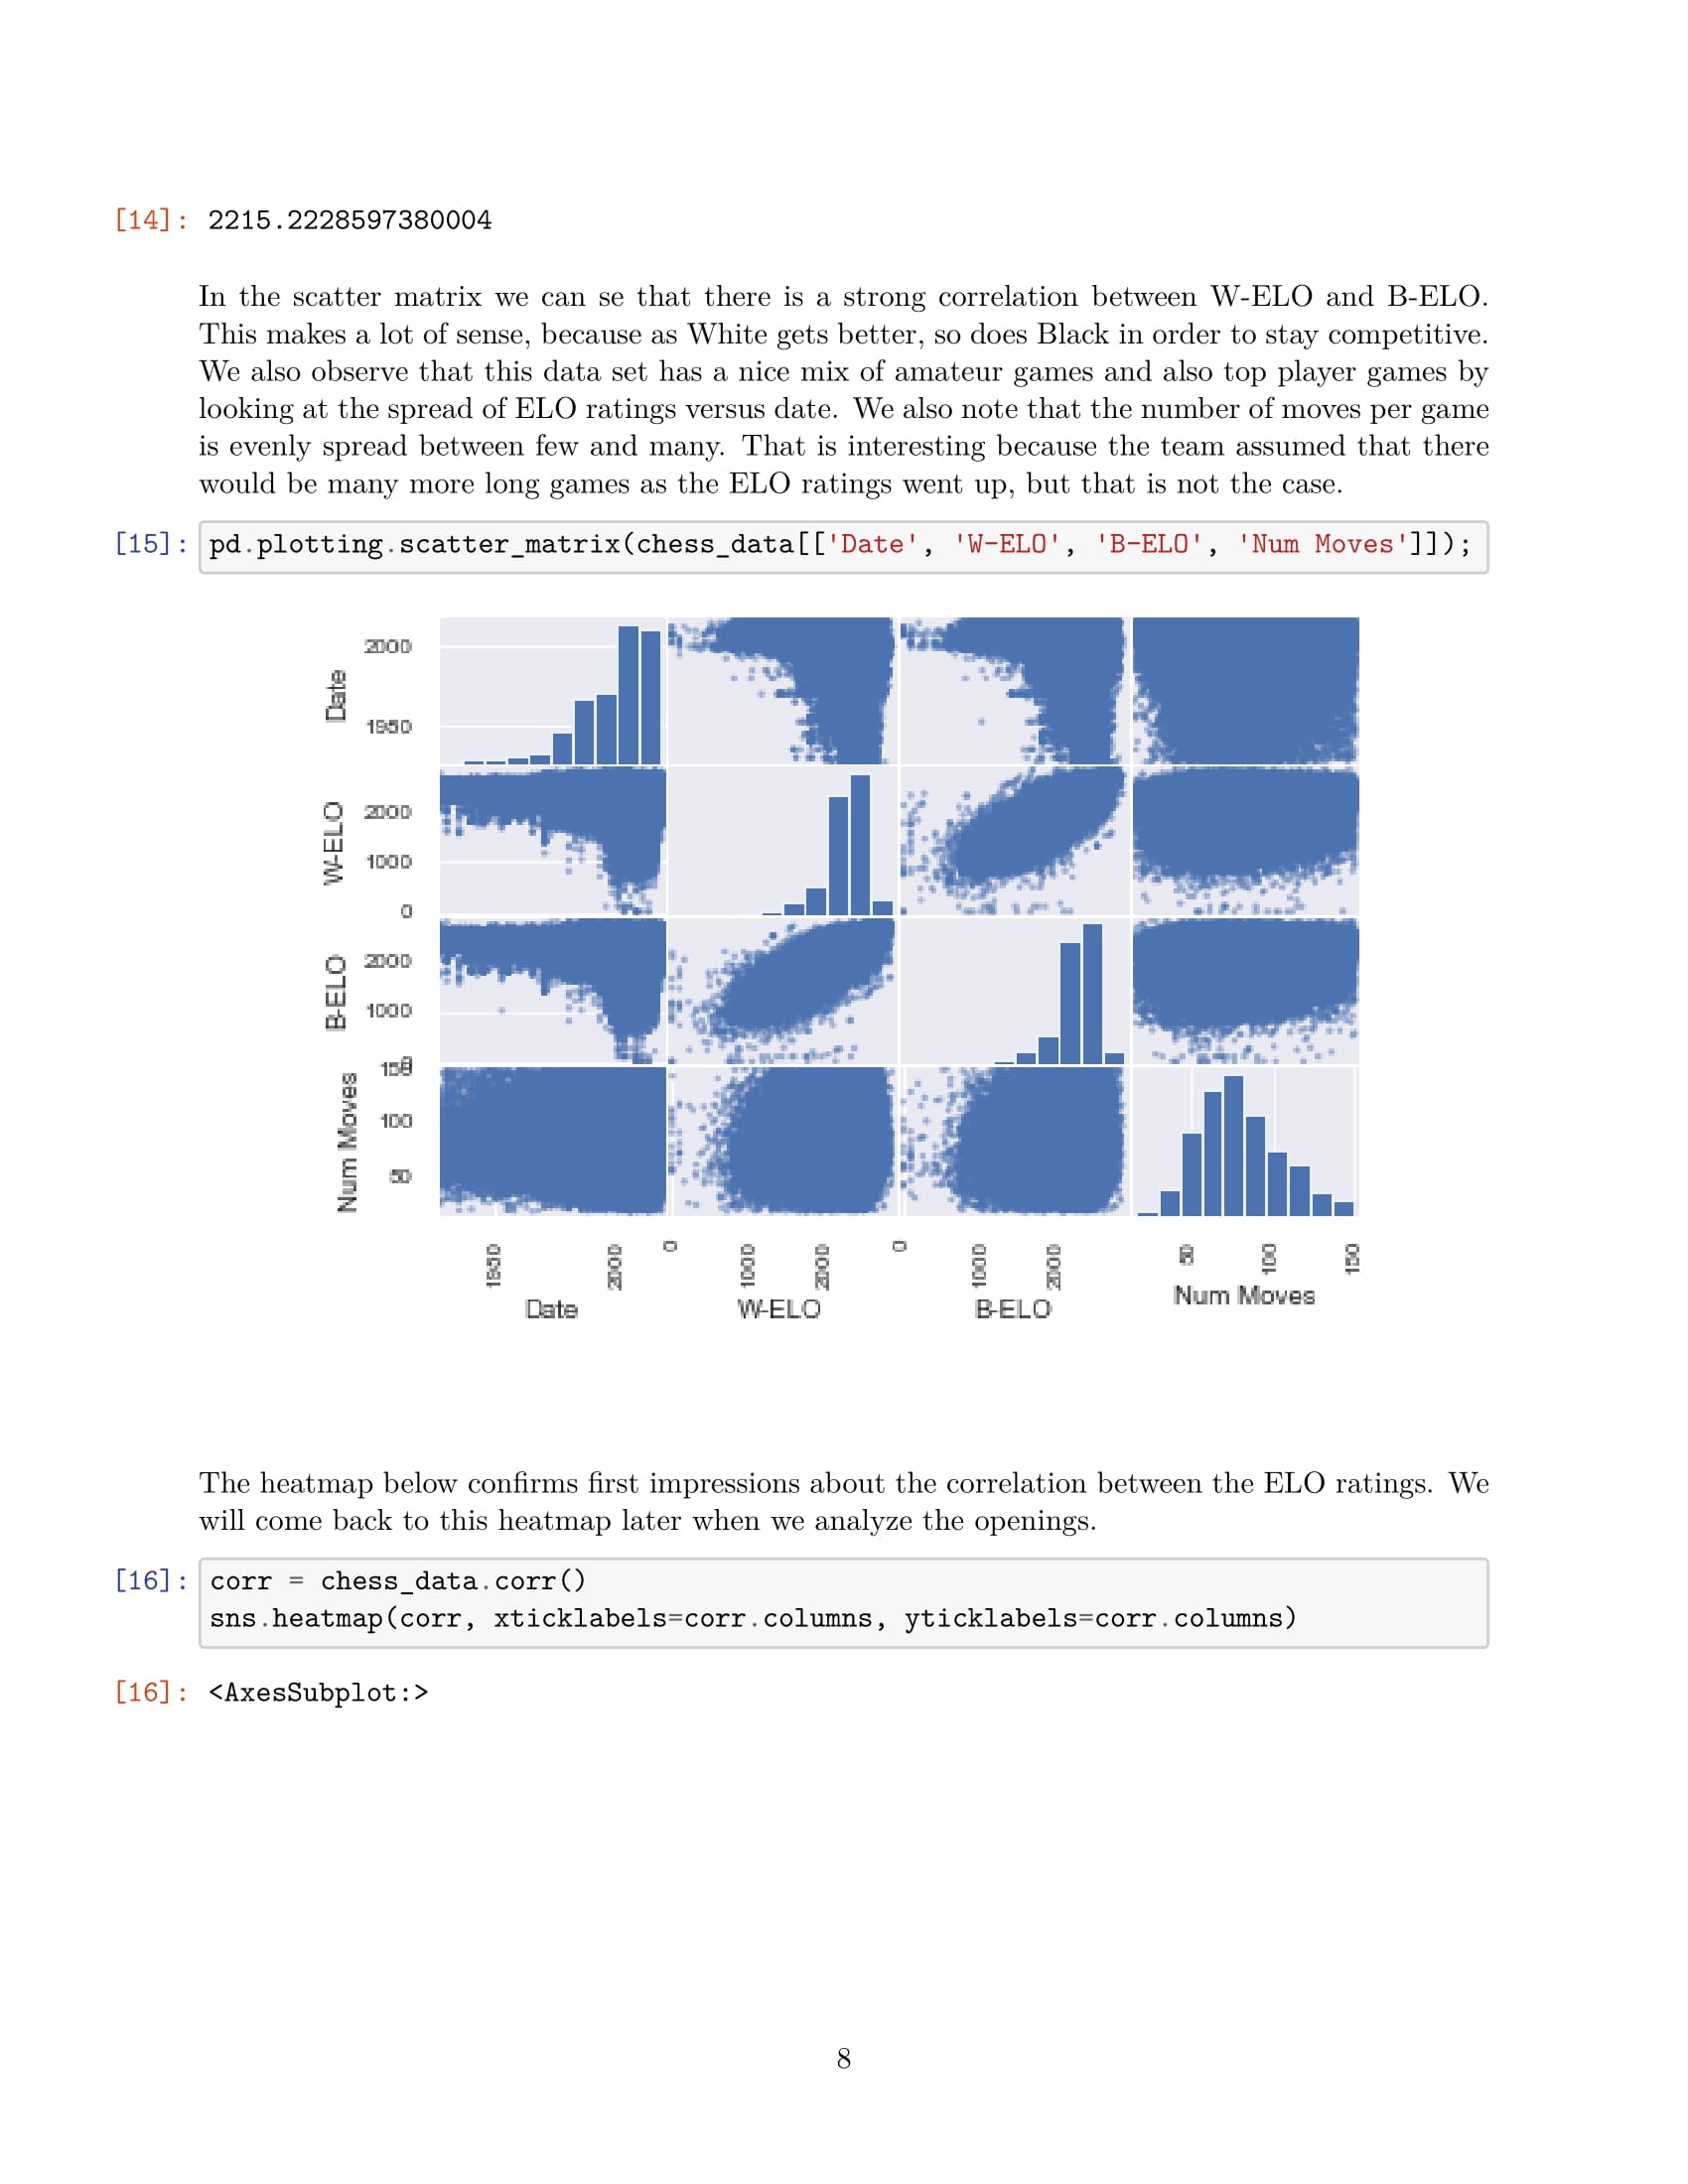 [14]: 2215.2228597380004
In the scatter matrix we can se that there is a strong correlation between W-ELO and B-ELO.
This makes a lot of sense, because as White gets better, so does Black in order to stay competitive.
We also observe that this data set has a nice mix of amateur games and also top player games by
looking at the spread of ELO ratings versus date. We also note that the number of moves per game
is evenly spread between few and many. That is interesting because the team assumed that there
would be many more long games as the ELO ratings went up, but that is not the case.
[15]: pd.plotting.scatter_matrix(chess_data[['Date', 'W-ELO', 'B-ELO', 'Num Moves']]);
Date
2000
1950
W-ELO
2000
1000
0
B-ELO
2000
1000
Num Moves
100
50
1950
2000
0
1000
2000
0
1000
2000
50
100
150
Date
W-ELO
B-ELO
Num Moves
The heatmap below confirms first impressions about the correlation between the ELO ratings. We
will come back to this heatmap later when we analyze the openings.
[16]: corr = chess_data.corr()
sns.heatmap(corr, xticklabels=corr.columns, yticklabels=corr.columns)
[16]: <AxesSubplot:>
8